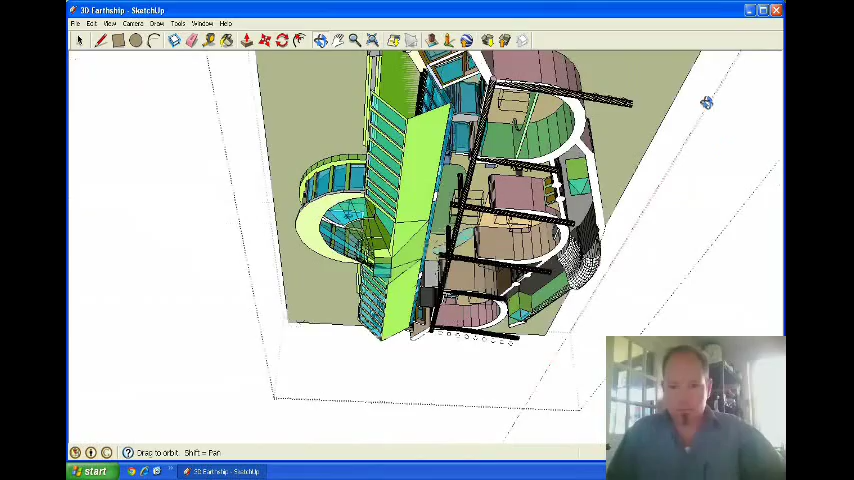 3D Earthship - SketchUp
File Edit View Camera Draw Tools Window Help
Drag to orbit. Shift = Pan
start
3D Earthship - SketchUp